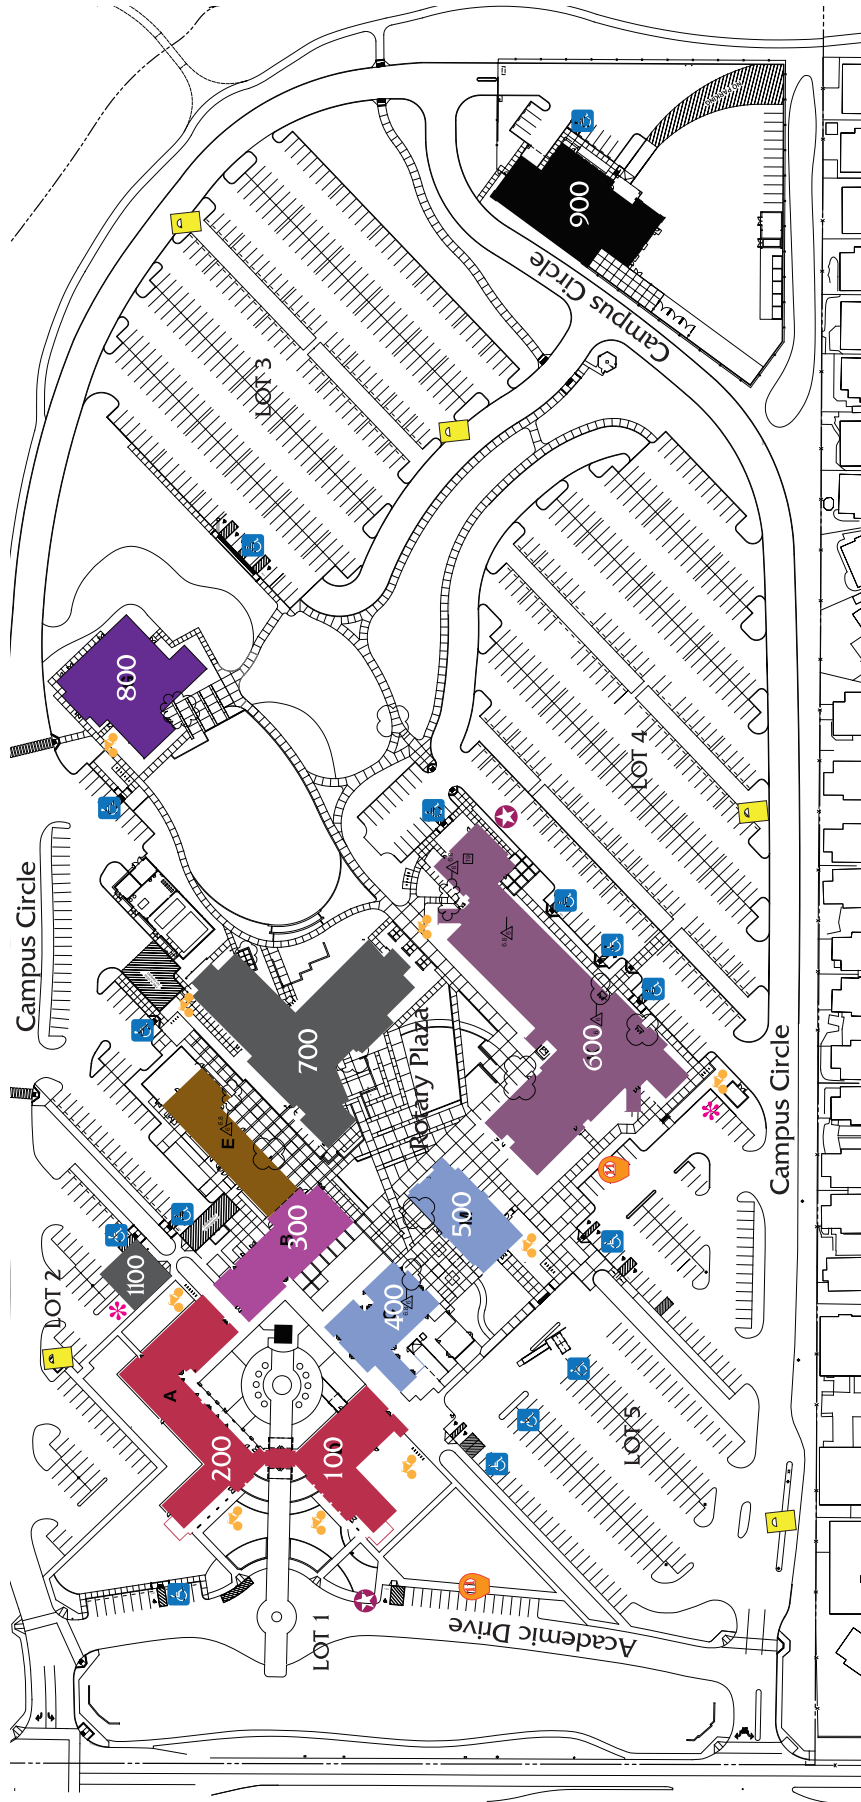 900
Campus Circle
LOT 3
800
LOT 4
Campus Circle
700
Rotary Plaza
600
Campus Circle
E
300
B
500
1100
LOT 2
400
A
200
100
LOT 5
LOT 1
Academic Drive